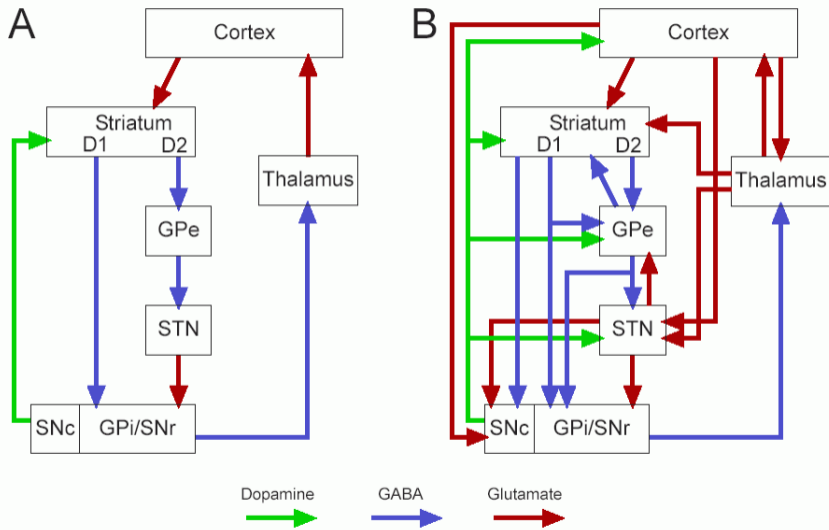 A
Cortex
Striatum
D1 D2
Thalamus
GPe
STN
SNc GPi/SNr
B
Cortex
Striatum
D1 D2
Thalamus
GPe
STN
SNc GPi/SNr
Dopamine GABA Glutamate